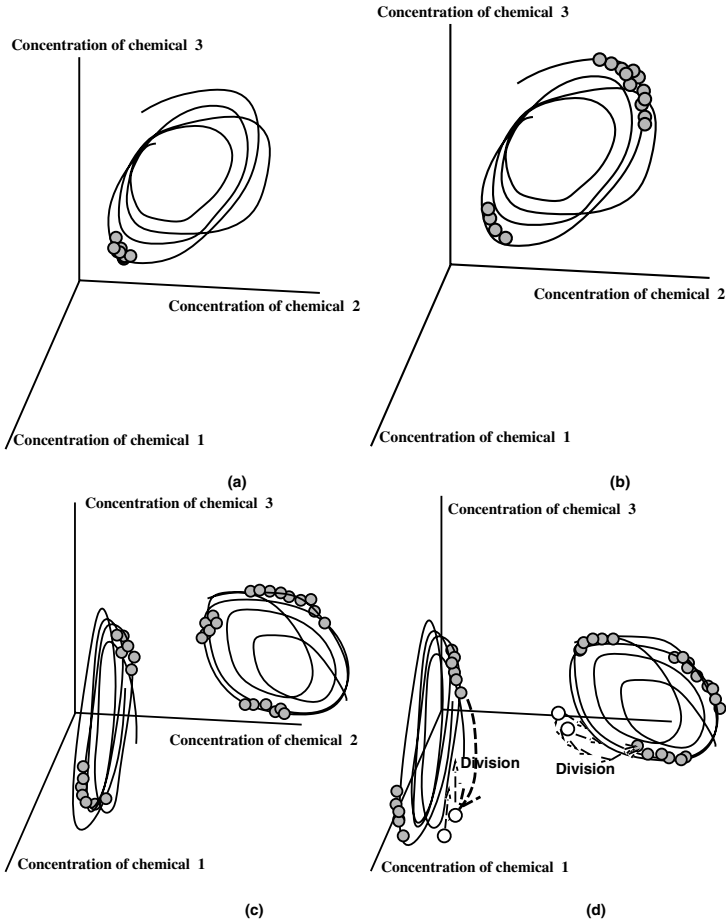 Concentration of chemical 3
Concentration of chemical 2
Concentration of chemical 1
(a)
Concentration of chemical 3
Concentration of chemical 2
Concentration of chemical 1
(b)
Concentration of chemical 3
Concentration of chemical 2
Concentration of chemical 1
(c)
Concentration of chemical 3
Division
Division
Concentration of chemical 1
(d)